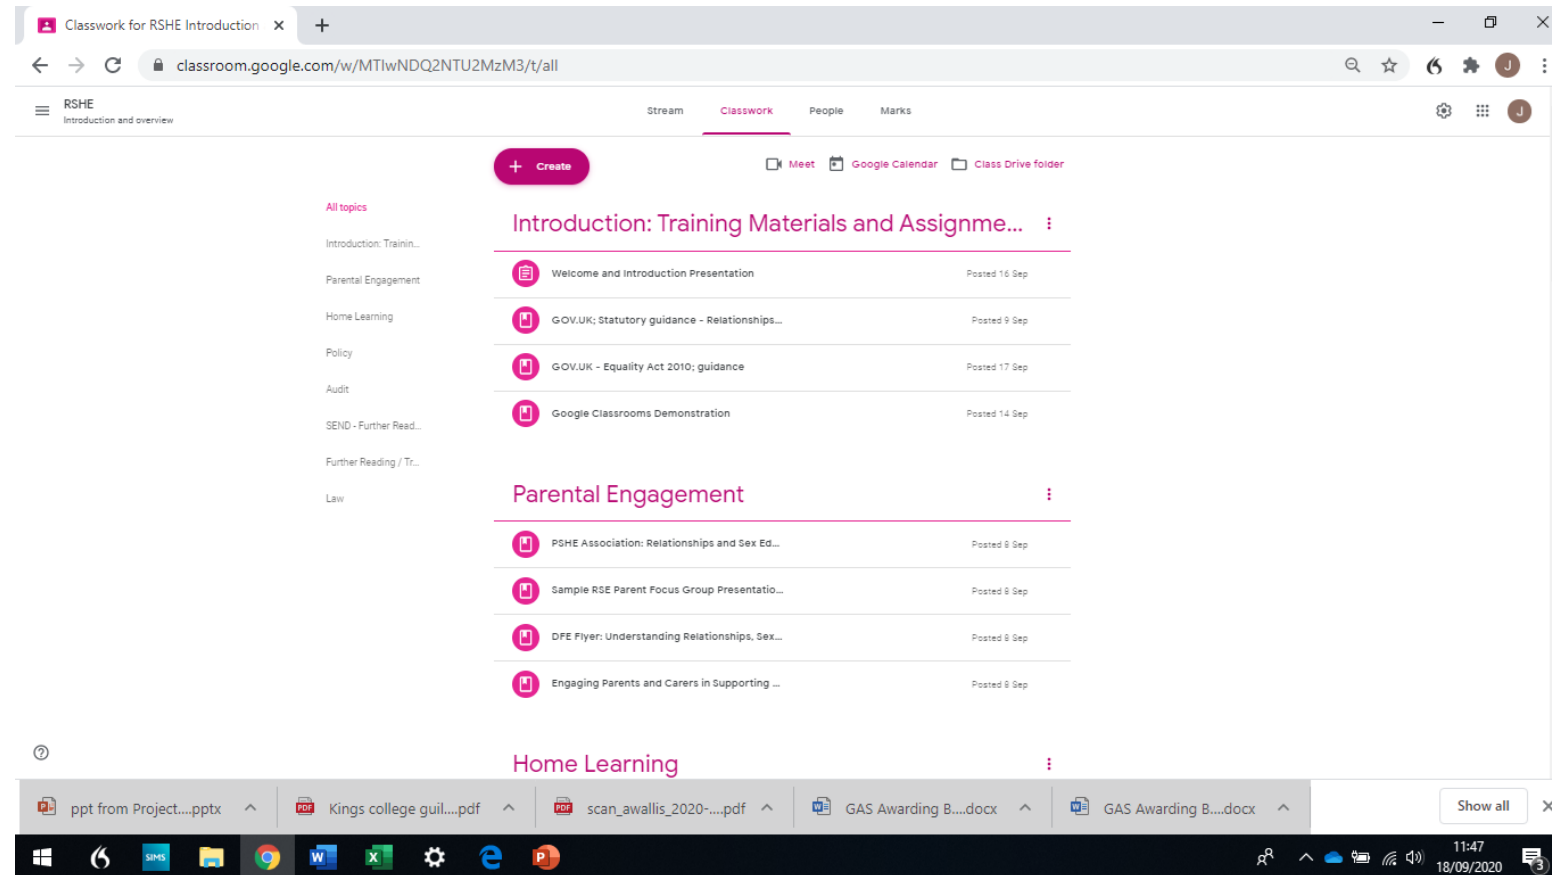 Classwork for RSHE Introduction
classroom.google.com/w/MTIwNDQ2NTU2MzM3/t/all
J
RSHE
Introduction and overview
Stream Classwork People Marks
J
+ Create
Meet Google Calendar Class Drive folder
All topics
Introduction: Trainin...
Parental Engagement
Home Learning
Policy
Audit
SEND - Further Read...
Further Reading / Tr...
Law
Introduction: Training Materials and Assignme...
Welcome and Introduction Presentation Posted 16 Sep
GOV.UK; Statutory guidance - Relationships... Posted 9 Sep
GOV.UK - Equality Act 2010; guidance Posted 17 Sep
Google Classrooms Demonstration Posted 14 Sep
Parental Engagement
PSHE Association: Relationships and Sex Ed... Posted 8 Sep
Sample RSE Parent Focus Group Presentatio... Posted 8 Sep
DFE Flyer: Understanding Relationships, Sex... Posted 8 Sep
Engaging Parents and Carers in Supporting ... Posted 8 Sep
Home Learning
ppt from Project....pptx
Kings college guil....pdf
scan_awallis_2020-....pdf
GAS Awarding B....docx
GAS Awarding B....docx
Show all
SIMS
11:47
18/09/2020
3